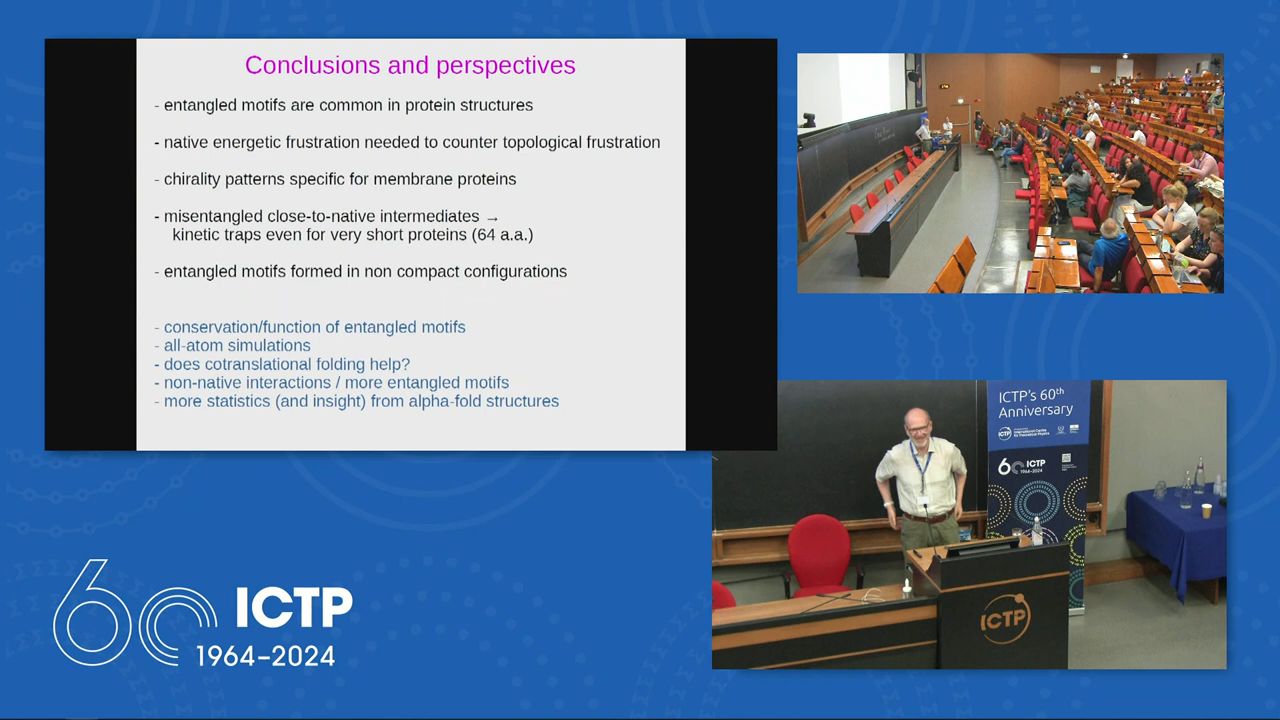 Conclusions and perspectives
- entangled motifs are common in protein structures
- native energetic frustration needed to counter topological frustration
- chirality patterns specific for membrane proteins
- misentangled close-to-native intermediates →
kinetic traps even for very short proteins (64 a.a.)
- entangled motifs formed in non compact configurations
- conservation/function of entangled motifs
- all-atom simulations
- does cotranslational folding help?
- non-native interactions / more entangled motifs
- more statistics (and insight) from alpha-fold structures
ICTP's 60th
Anniversary
ICTP
60 ICTP
1964-2024
ICTP
60 ICTP
1964-2024